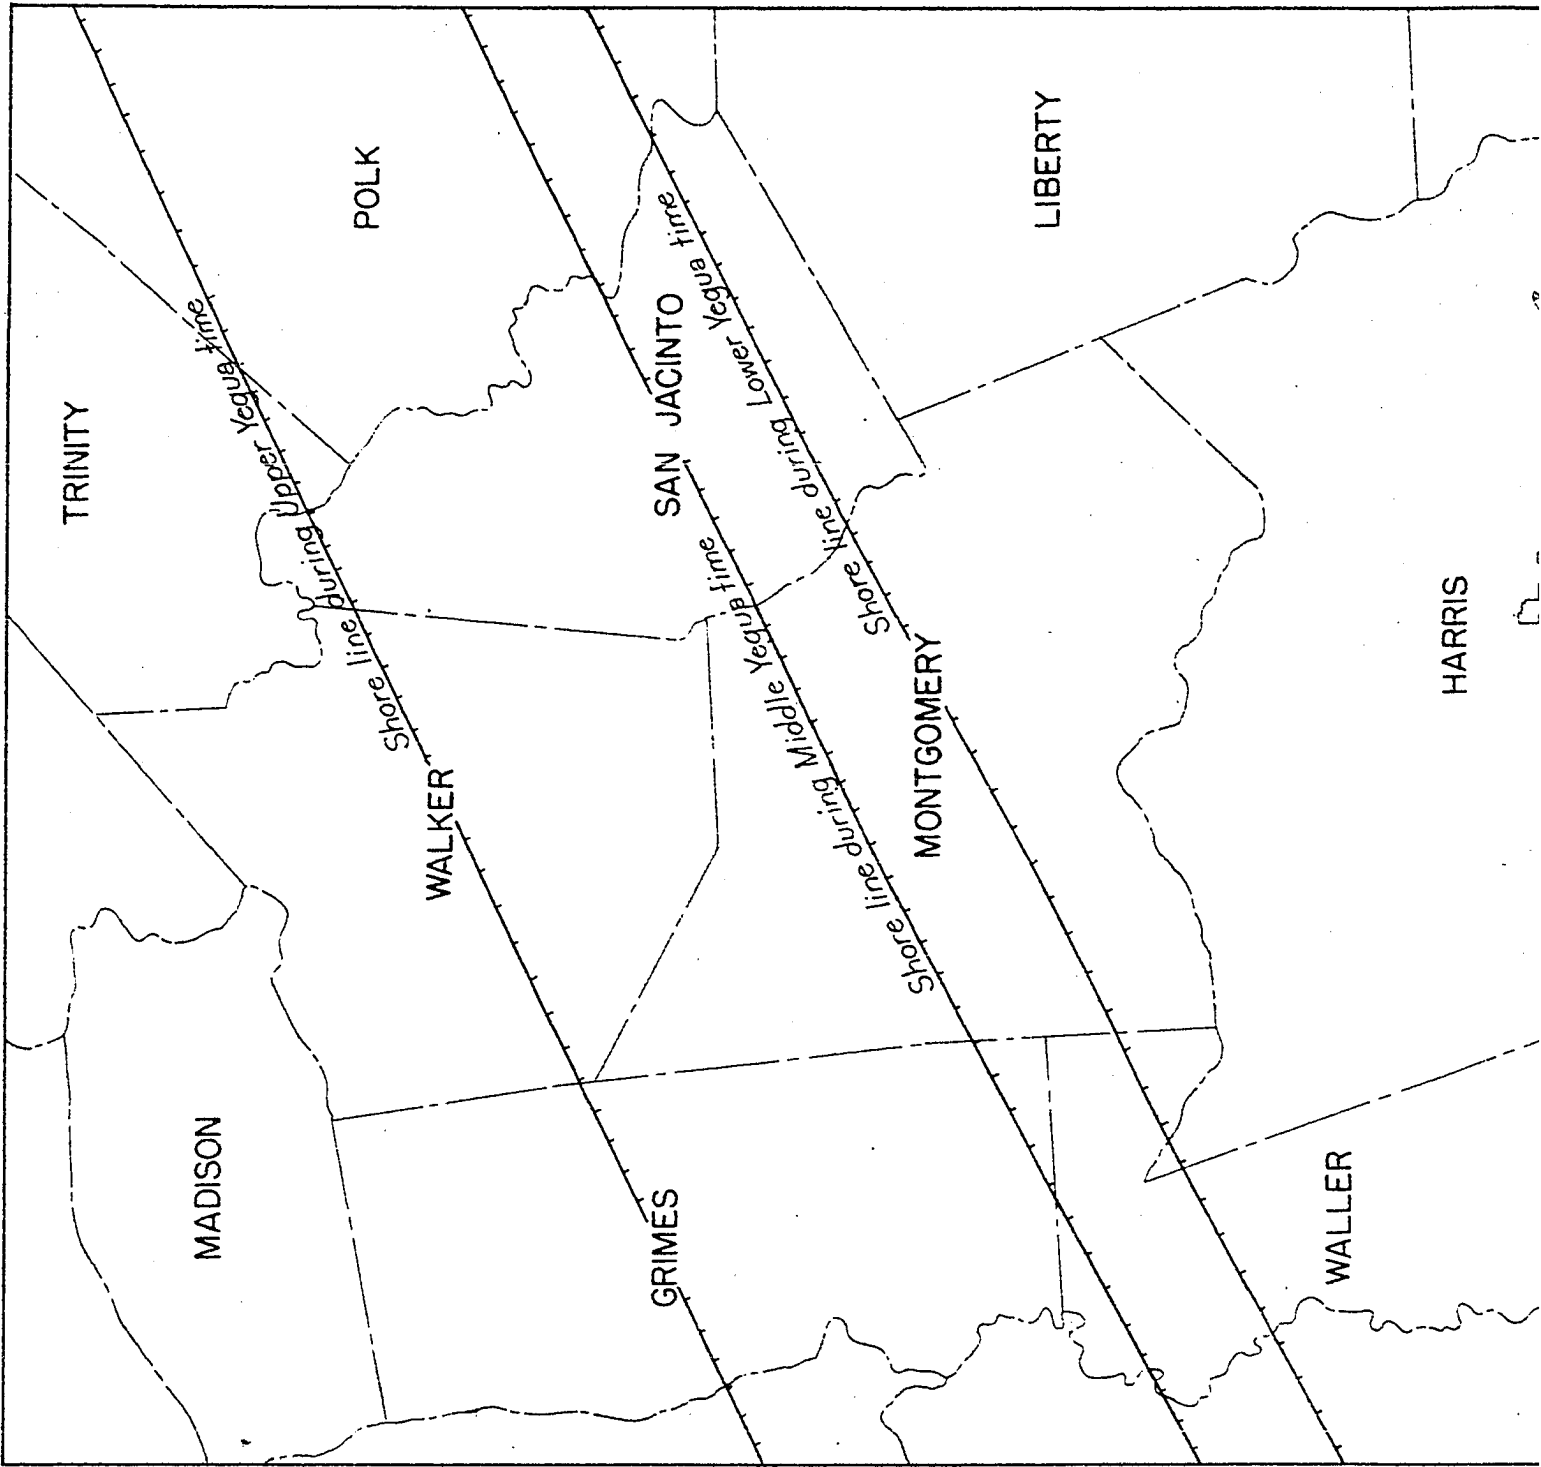 TRINITY
POLK
LIBERTY
Shore line during Upper Yegua time
SAN JACINTO
Shore line during Lower Yegua time
WALKER
Shore line during Middle Yegua time
MONTGOMERY
HARRIS
MADISON
GRIMES
WALLER